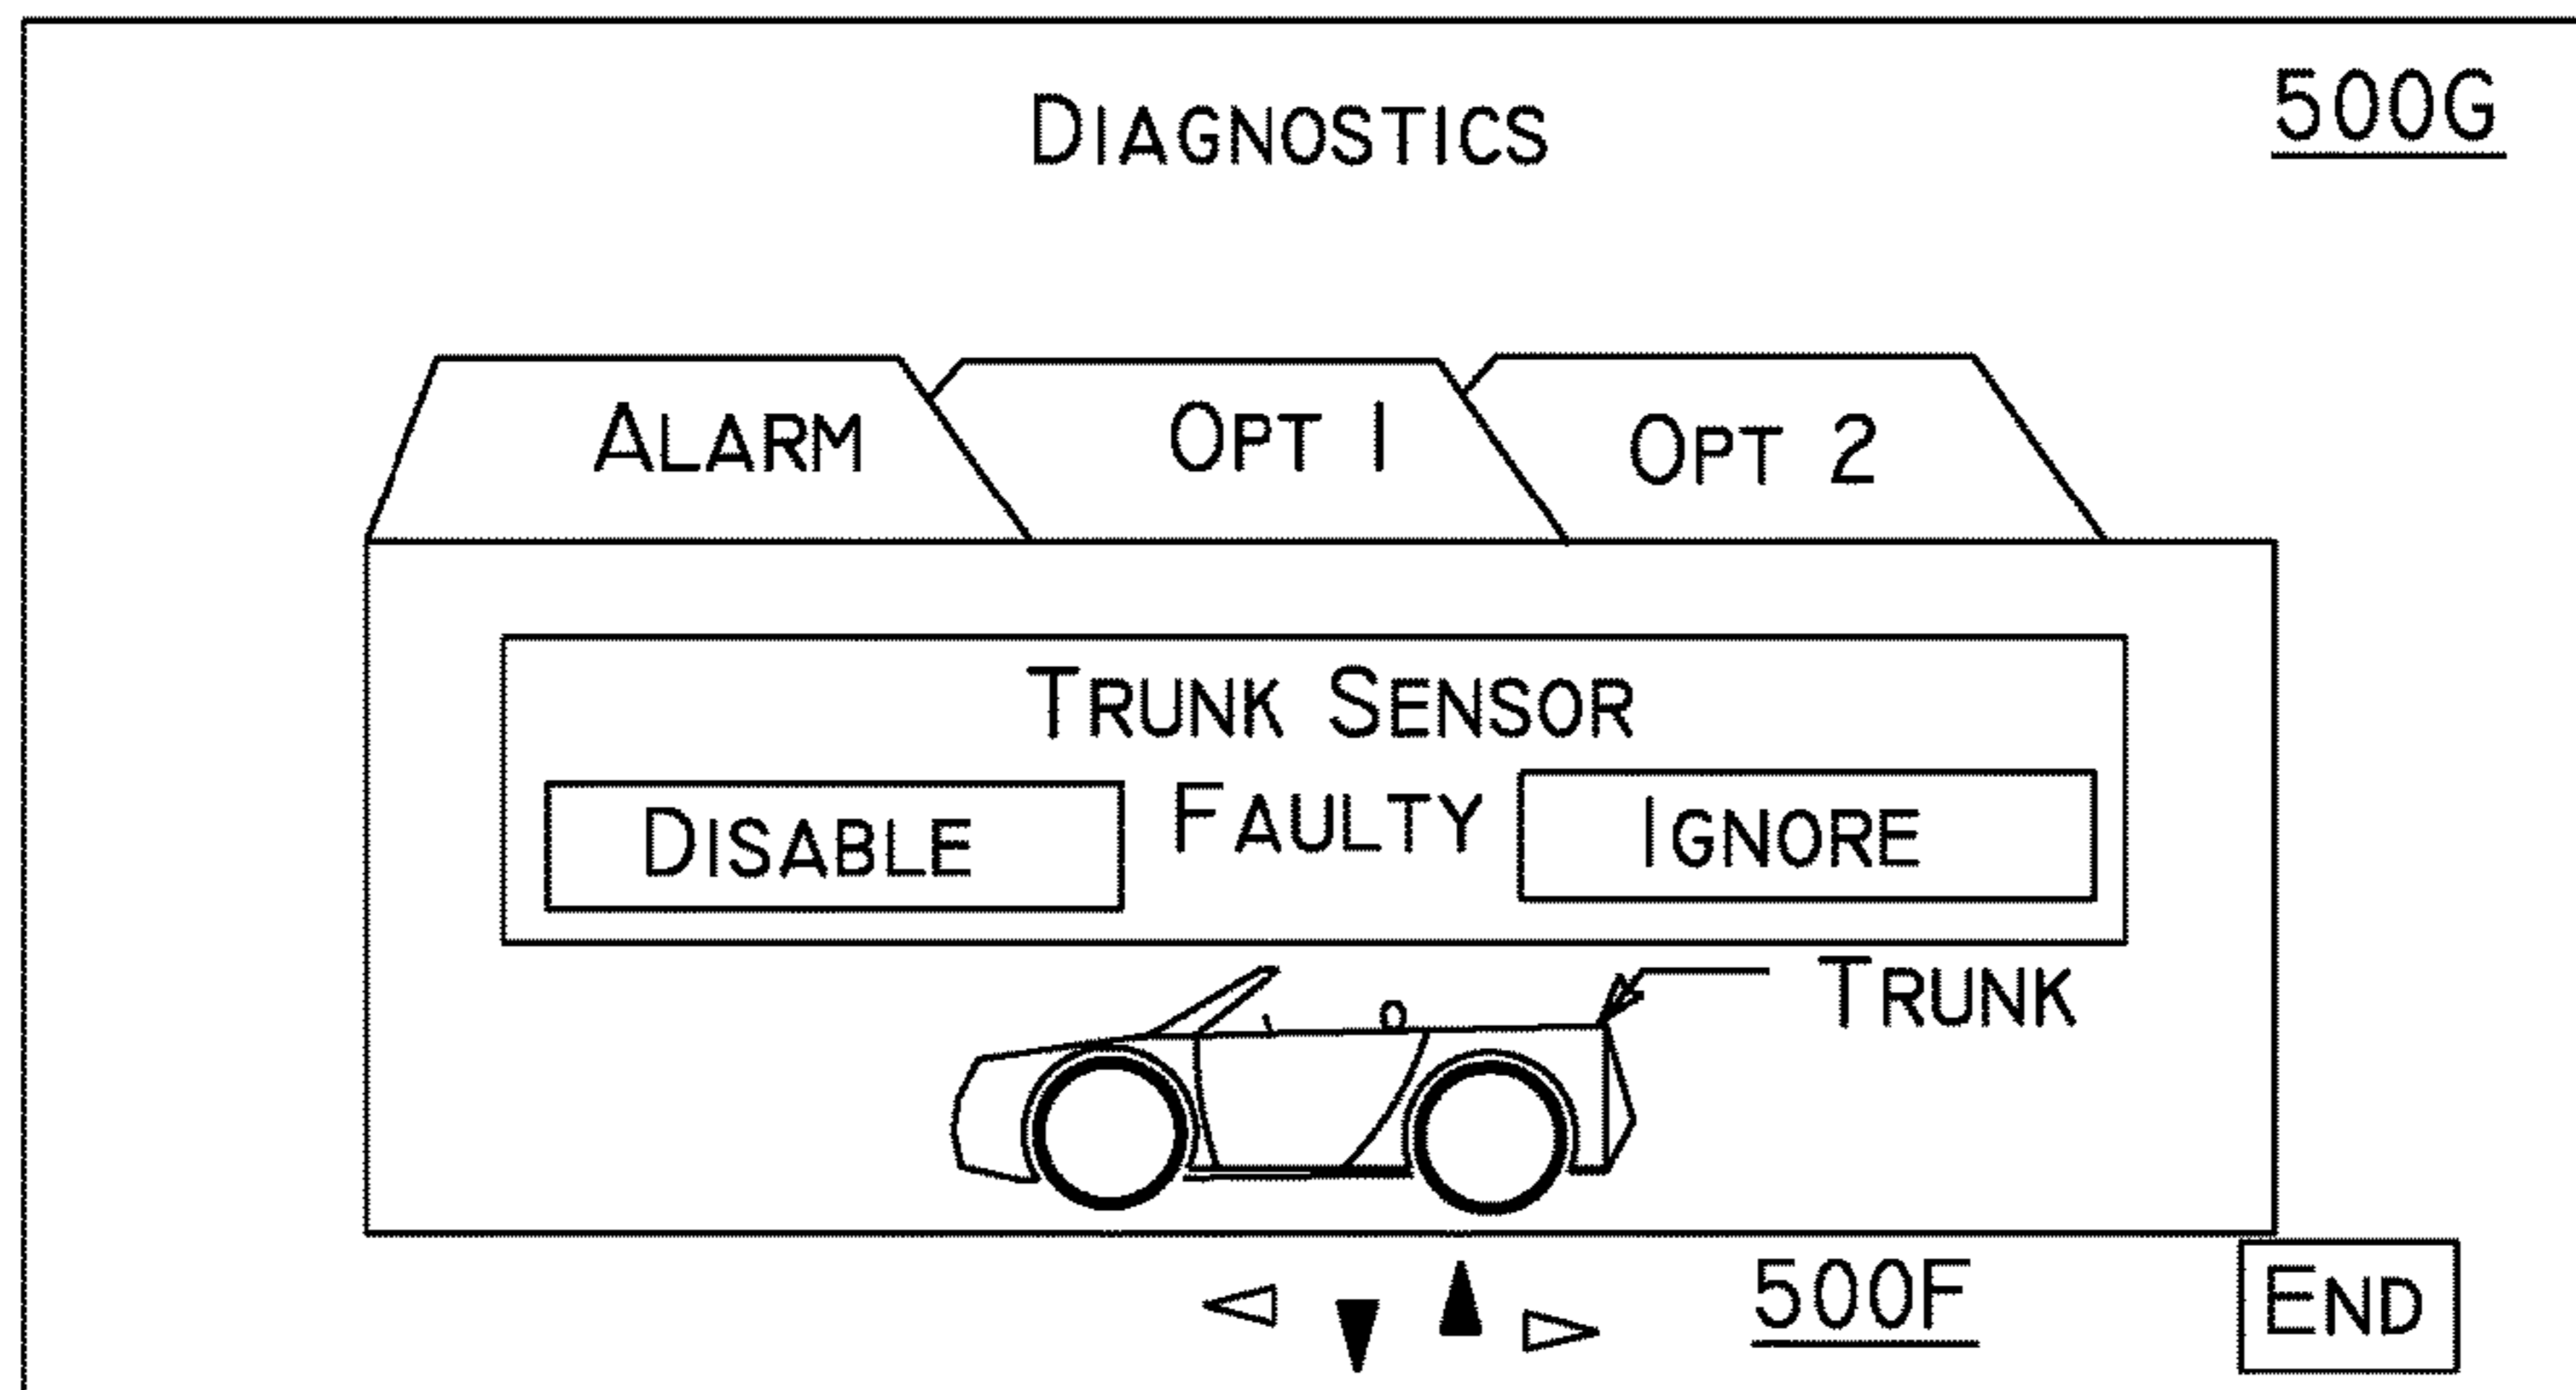 DIAGNOSTICS
500G
ALARM
OPT 1
OPT 2
TRUNK SENSOR
DISABLE
FAULTY
IGNORE
TRUNK
500F
END